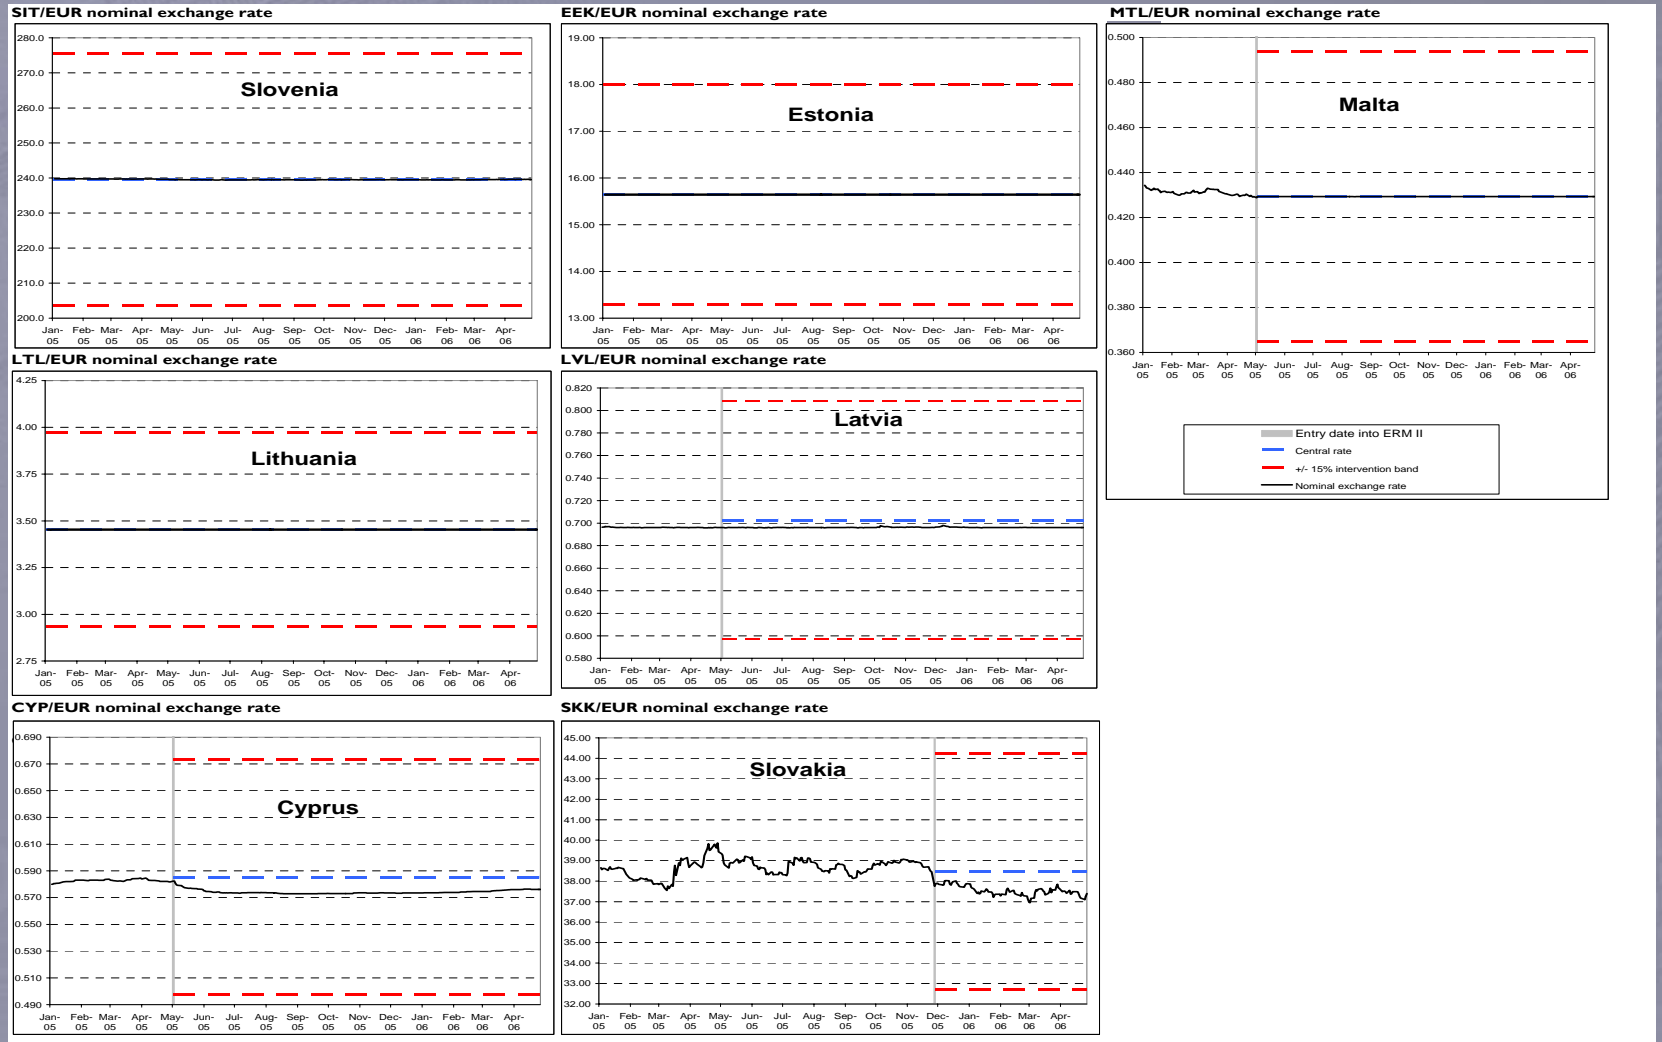 SIT/EUR nominal exchange rate
280.0
270.0
260.0
250.0
240.0
230.0
220.0
210.0
200.0
Slovenia
Jan- Feb- Mar- Apr- May- Jun- Jul- Aug- Sep- Oct- Nov- Dec- Jan- Feb- Mar- Apr-
05 05 05 05 05 05 05 05 05 05 05 05 06 06 06 06
EEK/EUR nominal exchange rate
19.00
18.00
17.00
16.00
15.00
14.00
13.00
Estonia
Jan- Feb- Mar- Apr- May- Jun- Jul- Aug- Sep- Oct- Nov- Dec- Jan- Feb- Mar- Apr-
05 05 05 05 05 05 05 05 05 05 05 05 06 06 06 06
MTL/EUR nominal exchange rate
0.500
0.480
0.460
0.440
0.420
0.400
0.380
0.360
Malta
Jan- Feb- Mar- Apr- May- Jun- Jul- Aug- Sep- Oct- Nov- Dec- Jan- Feb- Mar- Apr-
05 05 05 05 05 05 05 05 05 05 05 05 06 06 06 06
Entry date into ERM II
Central rate
+/- 15% intervention band
Nominal exchange rate
LTL/EUR nominal exchange rate
4.25
4.00
3.75
3.50
3.25
3.00
2.75
Lithuania
Jan- Feb- Mar- Apr- May- Jun- Jul- Aug- Sep- Oct- Nov- Dec- Jan- Feb- Mar- Apr-
05 05 05 05 05 05 05 05 05 05 05 05 06 06 06 06
LVL/EUR nominal exchange rate
0.820
0.800
0.780
0.760
0.740
0.720
0.700
0.680
0.660
0.640
0.620
0.600
0.580
Latvia
Jan- Feb- Mar- Apr- May- Jun- Jul- Aug- Sep- Oct- Nov- Dec- Jan- Feb- Mar- Apr-
05 05 05 05 05 05 05 05 05 05 05 05 06 06 06 06
CYP/EUR nominal exchange rate
0.690
0.670
0.650
0.630
0.610
0.590
0.570
0.550
0.530
0.510
0.490
Cyprus
Jan- Feb- Mar- Apr- May- Jun- Jul- Aug- Sep- Oct- Nov- Dec- Jan- Feb- Mar- Apr-
05 05 05 05 05 05 05 05 05 05 05 05 06 06 06 06
SKK/EUR nominal exchange rate
45.00
44.00
43.00
42.00
41.00
40.00
39.00
38.00
37.00
36.00
35.00
34.00
33.00
32.00
Slovakia
Jan- Feb- Mar- Apr- May- Jun- Jul- Aug- Sep- Oct- Nov- Dec- Jan- Feb- Mar- Apr-
05 05 05 05 05 05 05 05 05 05 05 05 06 06 06 06